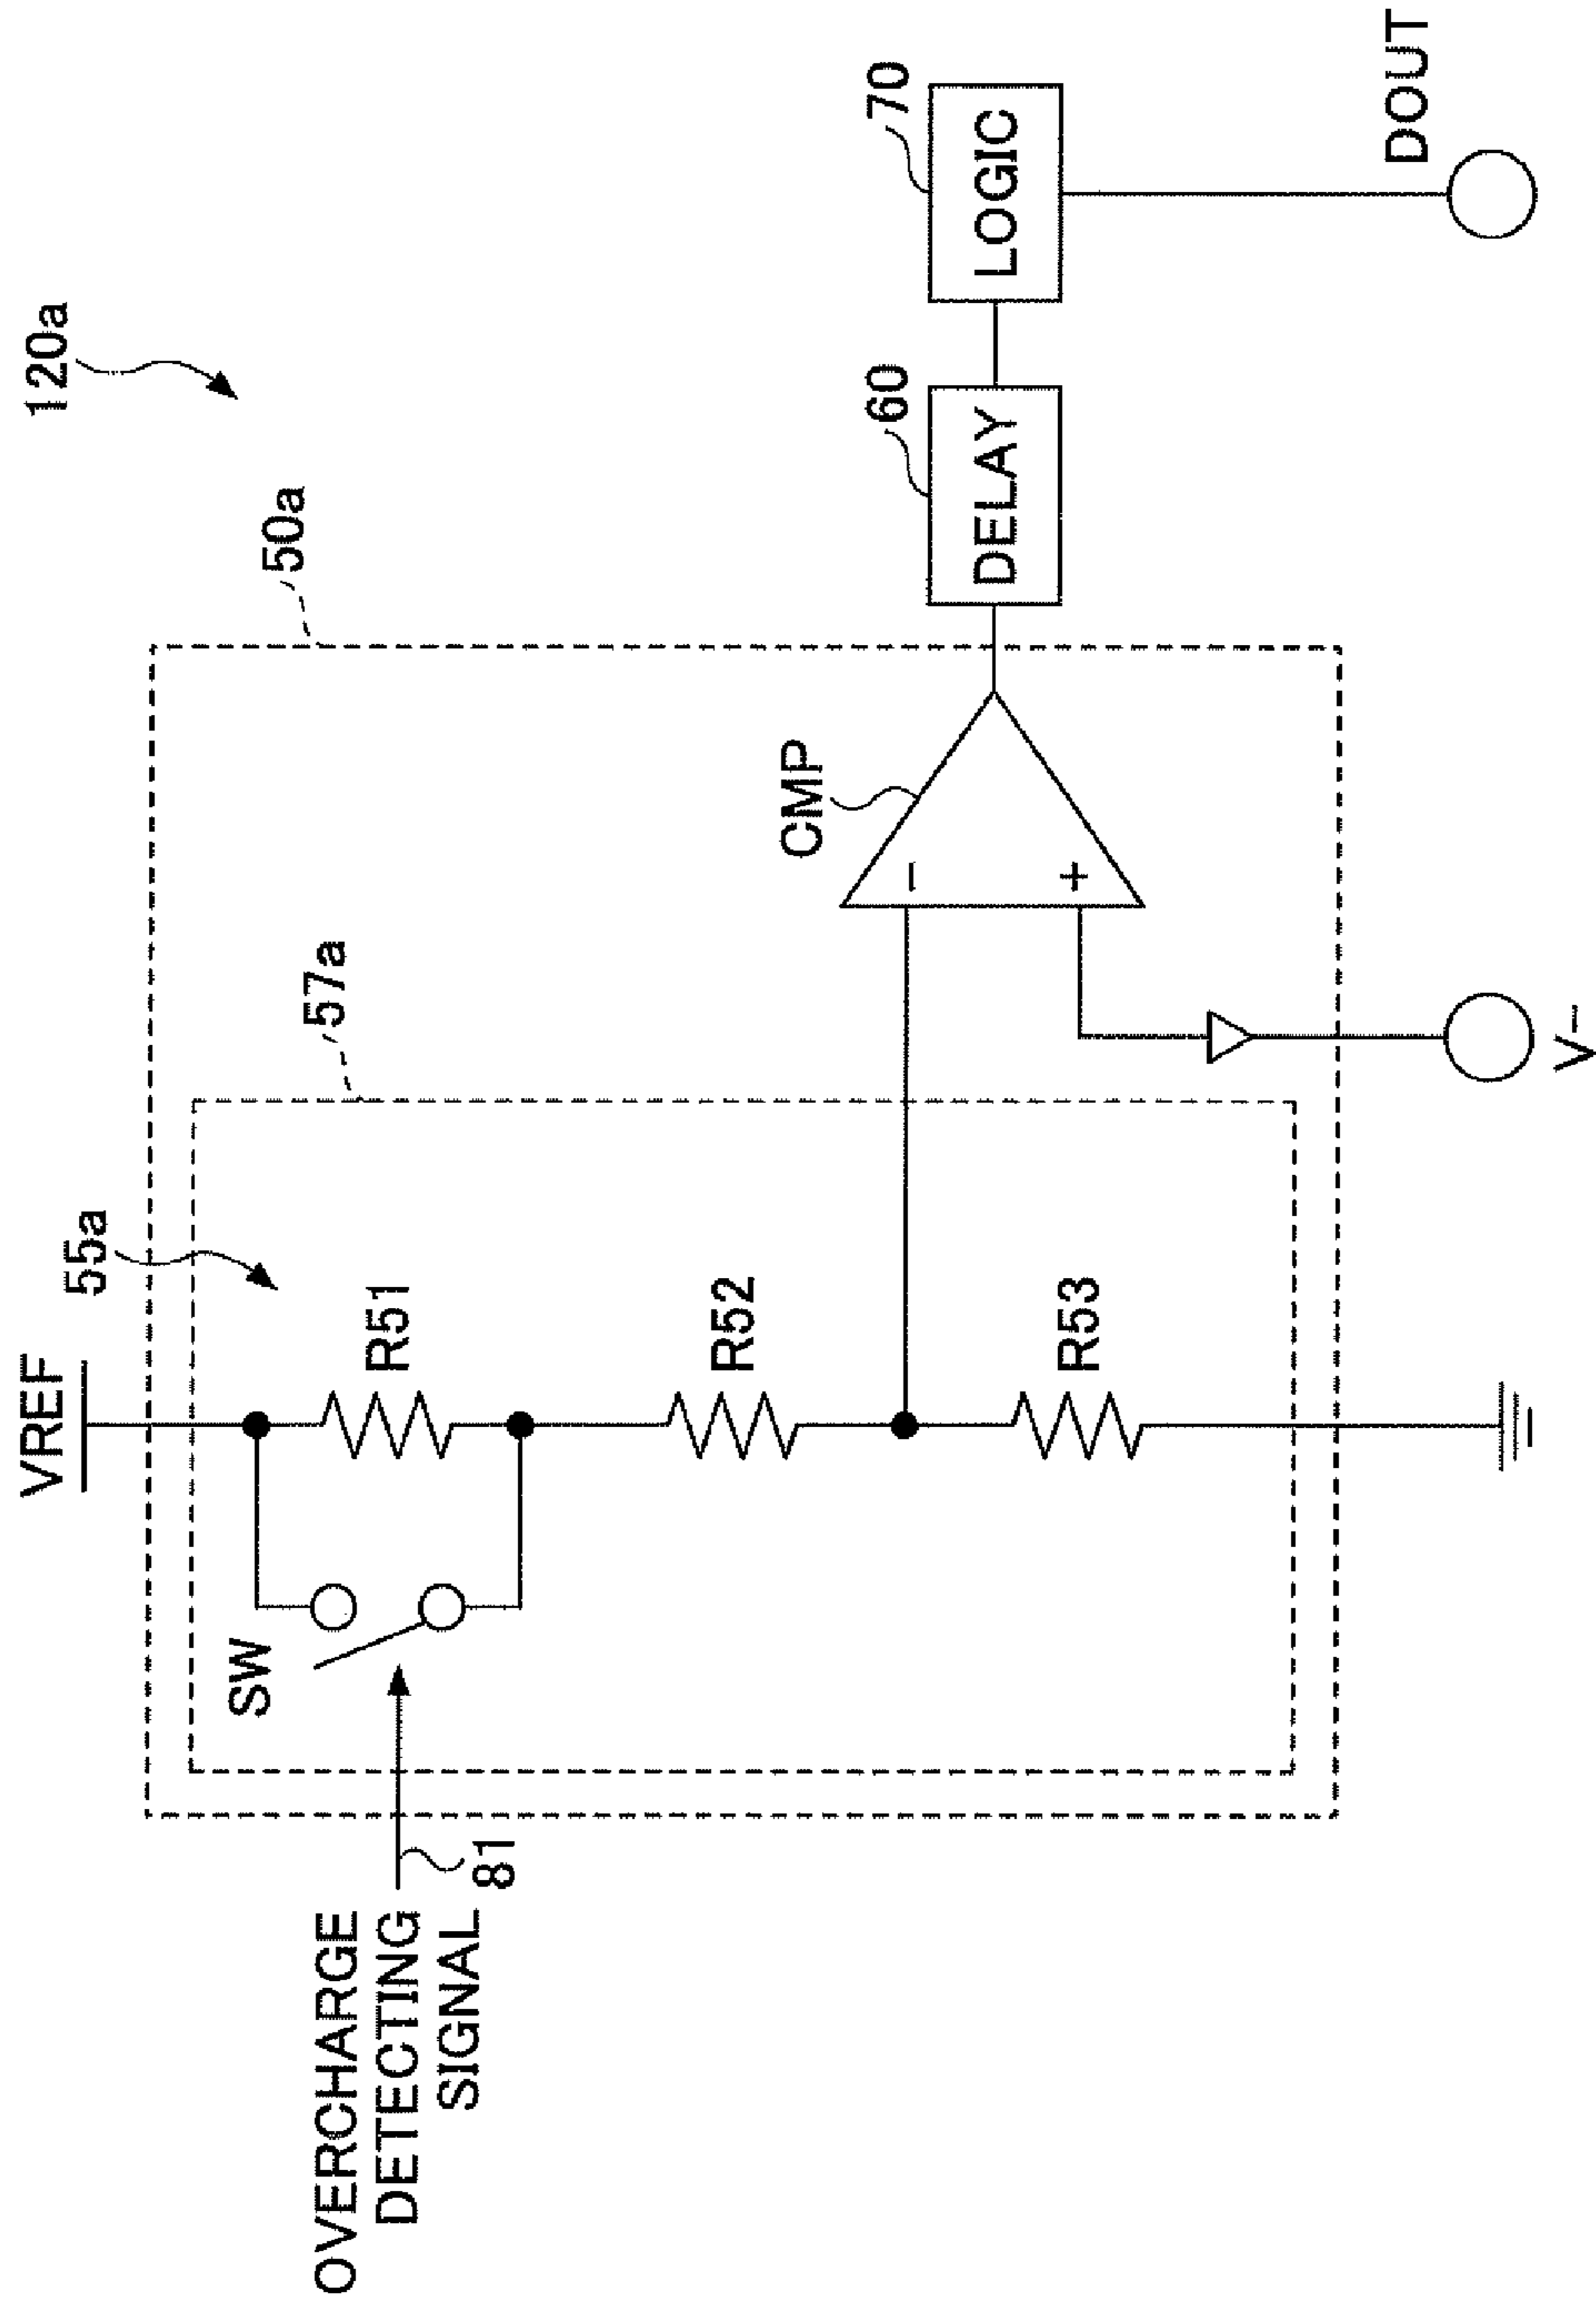 120a
VREF
55a
57a
50a
SW
R51
R52
R53
OVERCHARGE
DETECTING
SIGNAL
81
CMP
−
+
60
DELAY
70
LOGIC
V−
DOUT